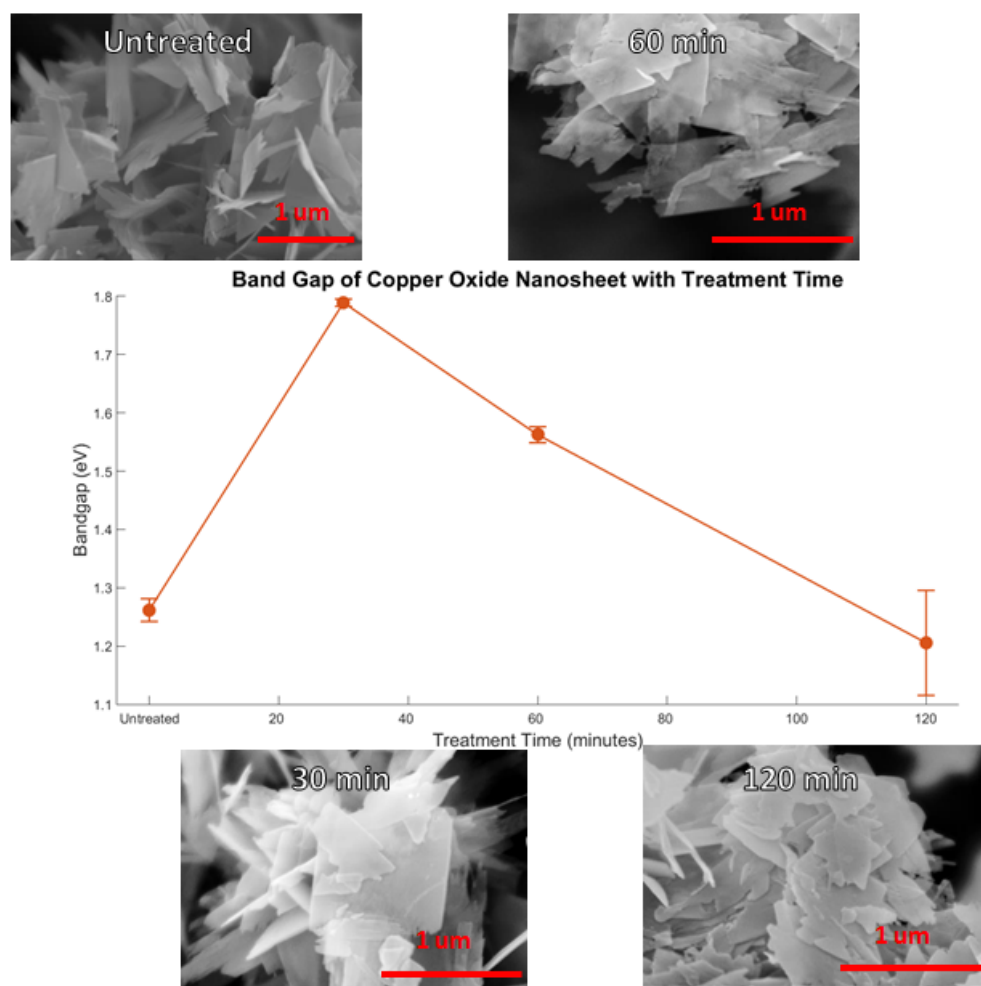 Untreated
1 um
60 min
1 um
Band Gap of Copper Oxide Nanosheet with Treatment Time
Bandgap (eV)
1.8
1.7
1.6
1.5
1.4
1.3
1.2
1.1
Untreated 20 40 60 80 100 120
Treatment Time (minutes)
30 min
1 um
120 min
1 um